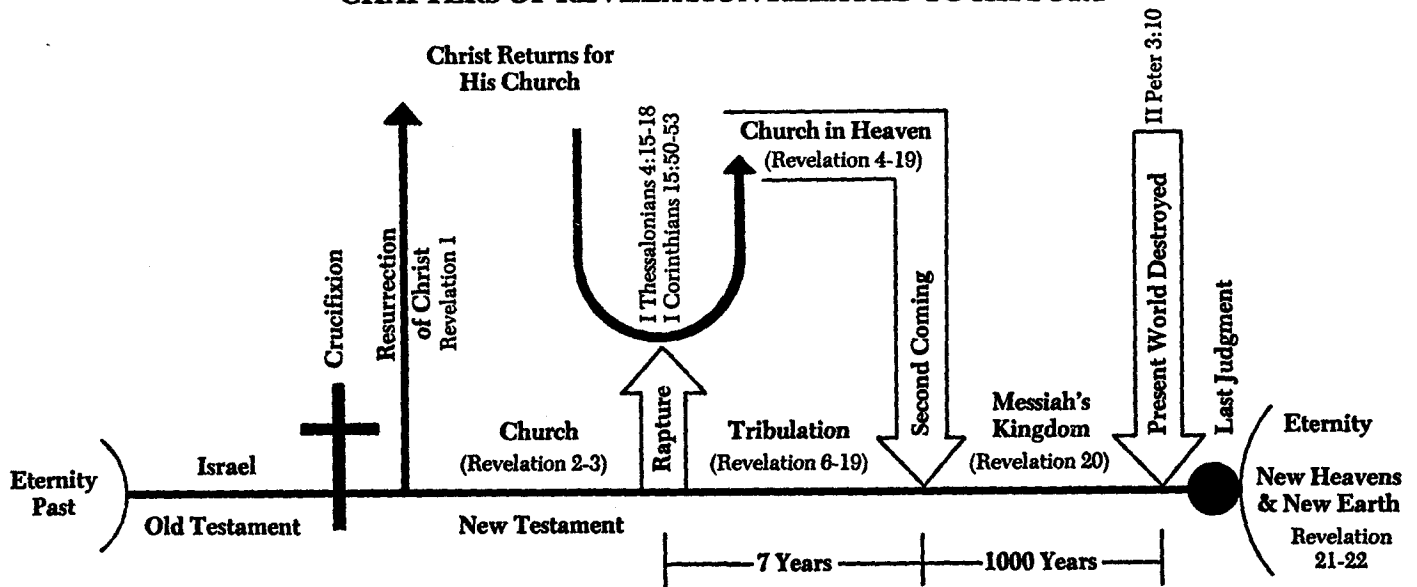 Christ Returns for
His Church
I Thessalonians 4:15-18
I Corinthians 15:50-53
Church in Heaven
(Revelation 4-19)
II Peter 3:10
Present World Destroyed
Crucifixion
Resurrection
of Christ
Revelation 1
Second Coming
Last Judgment
Rapture
Church
(Revelation 2-3)
Tribulation
(Revelation 6-19)
Messiah's
Kingdom
(Revelation 20)
Eternity
Past
Israel
Old Testament
New Testament
Eternity
New Heavens
& New Earth
Revelation
21-22
7 Years
1000 Years